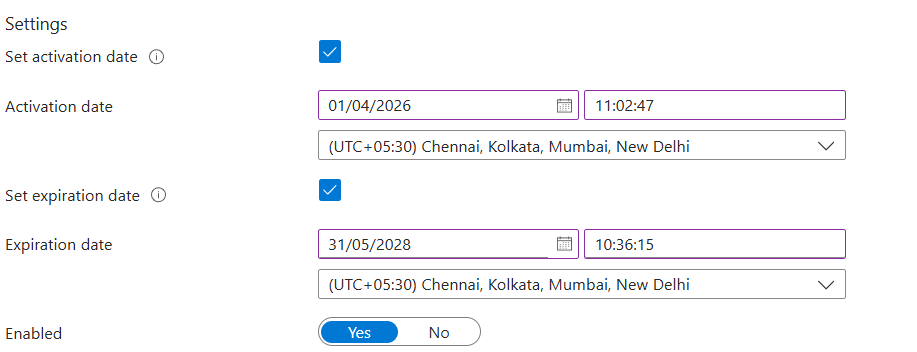 Settings
Set activation date
Activation date
01/04/2026 11:02:47
(UTC+05:30) Chennai, Kolkata, Mumbai, New Delhi
Set expiration date
Expiration date
31/05/2028 10:36:15
(UTC+05:30) Chennai, Kolkata, Mumbai, New Delhi
Enabled Yes No